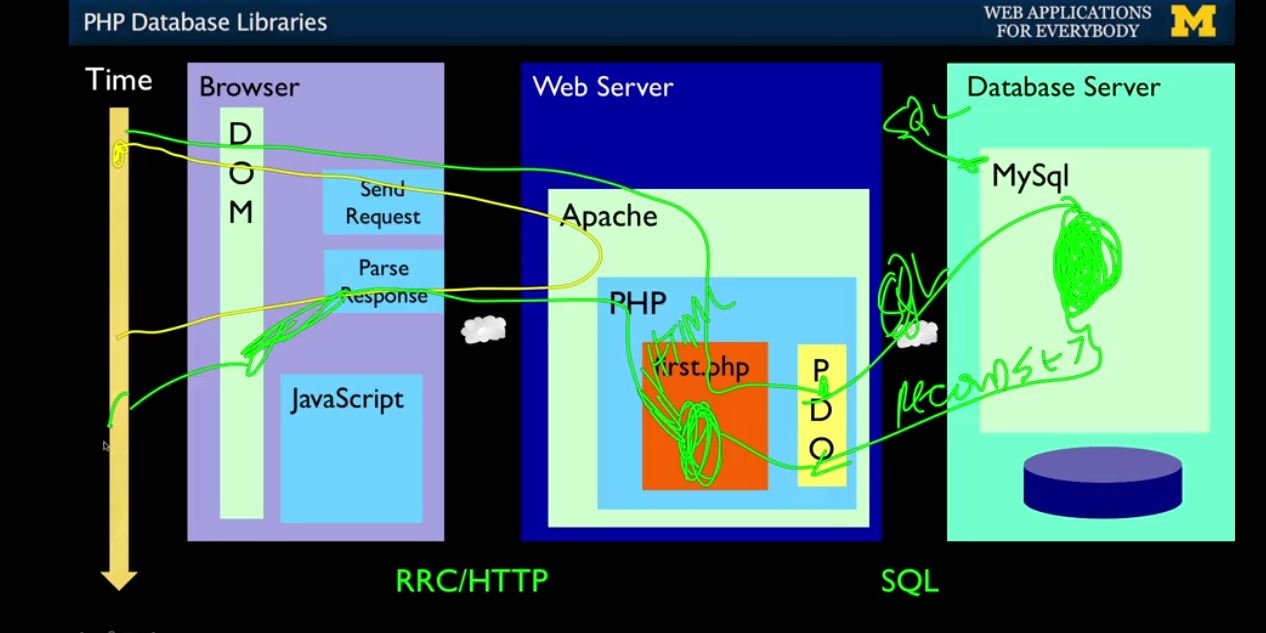 PHP Database Libraries
WEB APPLICATIONS
FOR EVERYBODY
M
Time
Browser
D
O
M
Send
Request
Parse
Response
JavaScript
Web Server
Apache
PHP
HTML
first.php
P
D
O
SQL
SQL
RECORDSET
Database Server
MySql
RRC/HTTP
SQL